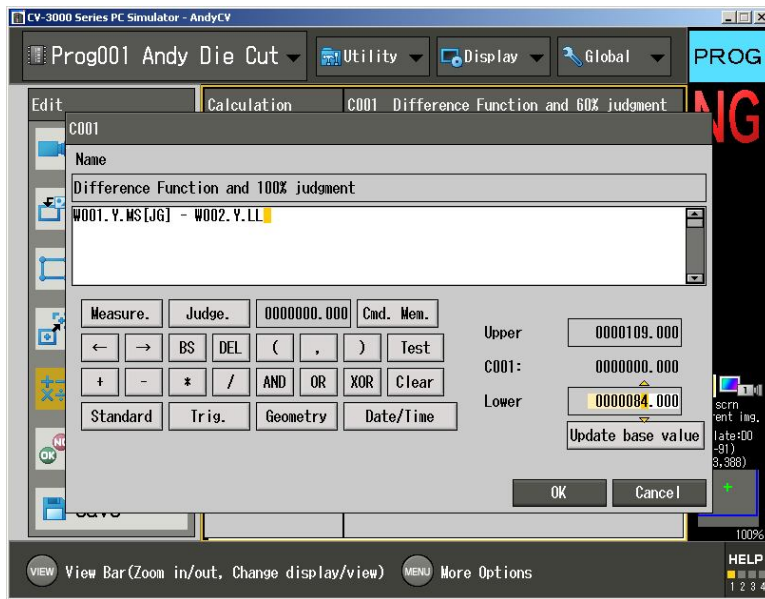 CV-3000 Series PC Simulator - AndyCV
Prog001 Andy Die Cut
Utility
Display
Global
PROG
Edit
Calculation
C001 Difference Function and 60% judgment
NG
C001
Name
Difference Function and 100% judgment
W001.Y.MS[JG] - W002.Y.LL
Measure. Judge. 0000000.000 Cmd. Mem.
← → BS DEL ( , ) Test
+ - * / AND OR XOR Clear
Standard Trig. Geometry Date/Time
Upper 0000109.000
C001: 0000000.000
Lower 0000084.000
Update base value
OK Cancel
NG
OK
1
scrn
rent img.
late:DO
-91)
3,388)
100%
VIEW View Bar(Zoom in/out, Change display/view) MENU More Options
HELP
1 2 3 4